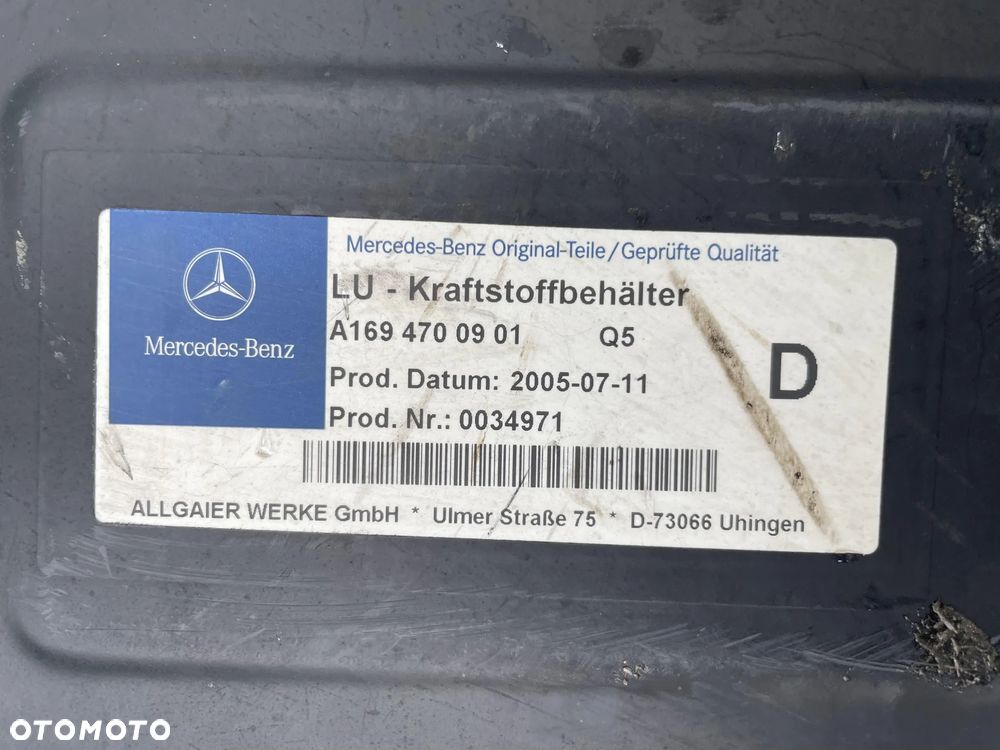 Mercedes-Benz Original-Teile/Geprüfte Qualität
LU - Kraftstoffbehälter
A169 470 09 01 Q5
D
Mercedes-Benz
Prod. Datum: 2005-07-11
Prod. Nr.: 0034971
ALLGAIER WERKE GmbH * Ulmer Straße 75 * D-73066 Uhingen
OTOMOTO